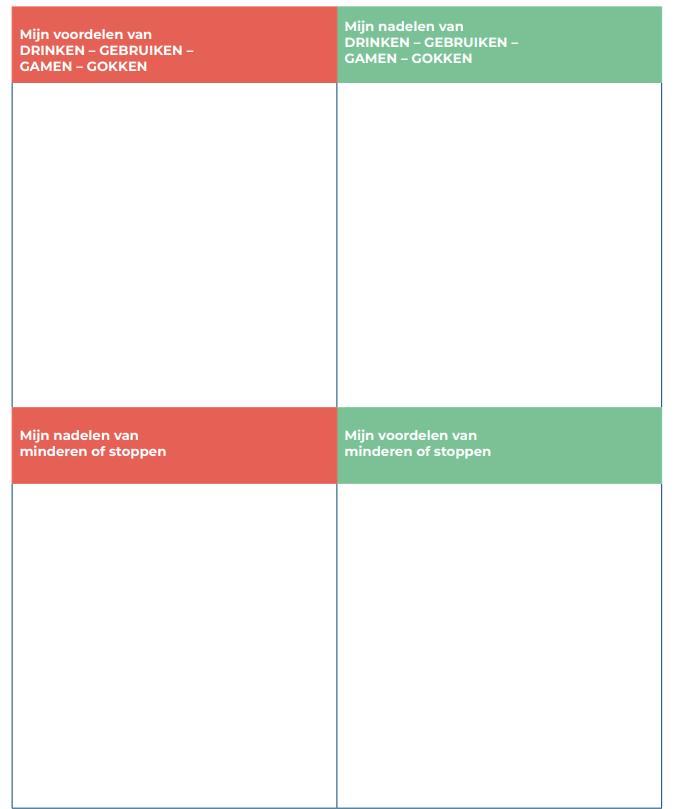 Mijn voordelen van
DRINKEN – GEBRUIKEN –
GAMEN – GOKKEN
Mijn nadelen van
DRINKEN – GEBRUIKEN –
GAMEN – GOKKEN
Mijn nadelen van
minderen of stoppen
Mijn voordelen van
minderen of stoppen